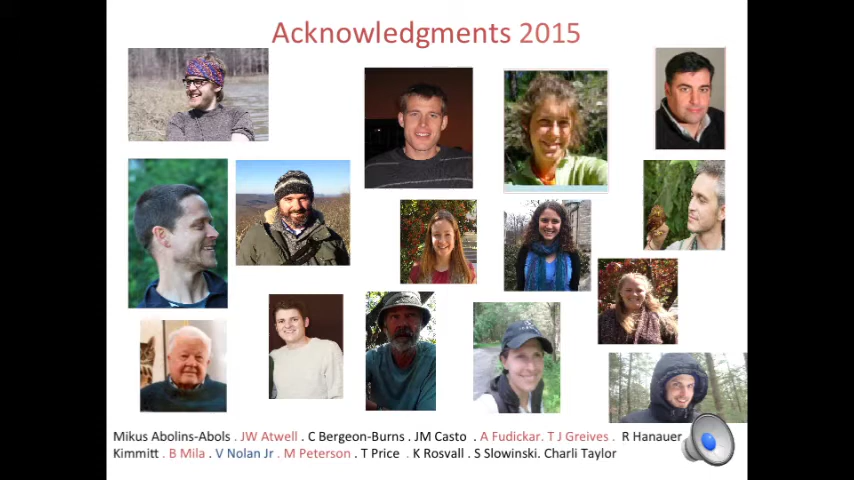 Acknowledgments 2015
Mikus Abolins-Abols . JW Atwell . C Bergeon-Burns . JM Casto . A Fudickar. T J Greives . R Hanauer
Kimmitt . B Mila . V Nolan Jr . M Peterson . T Price . K Rosvall . S Slowinski. Charli Taylor